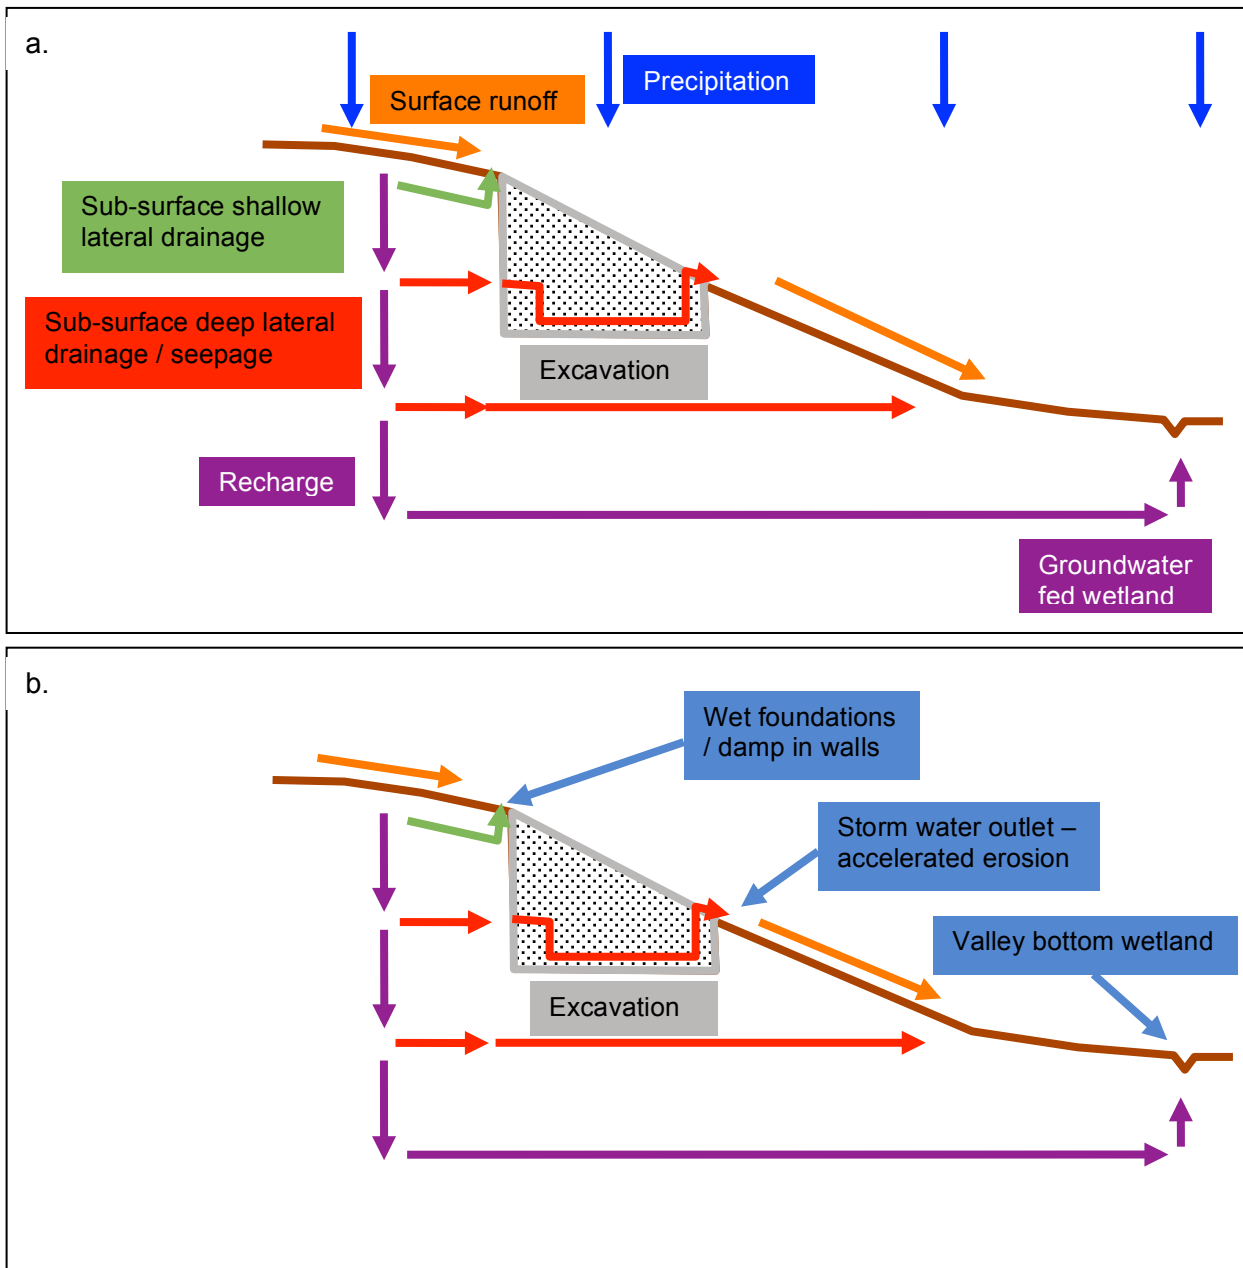 a.
Precipitation
Surface runoff
Sub-surface shallow
lateral drainage
Sub-surface deep lateral
drainage / seepage
Excavation
Recharge
Groundwater
fed wetland
b.
Wet foundations
/ damp in walls
Storm water outlet –
accelerated erosion
Valley bottom wetland
Excavation